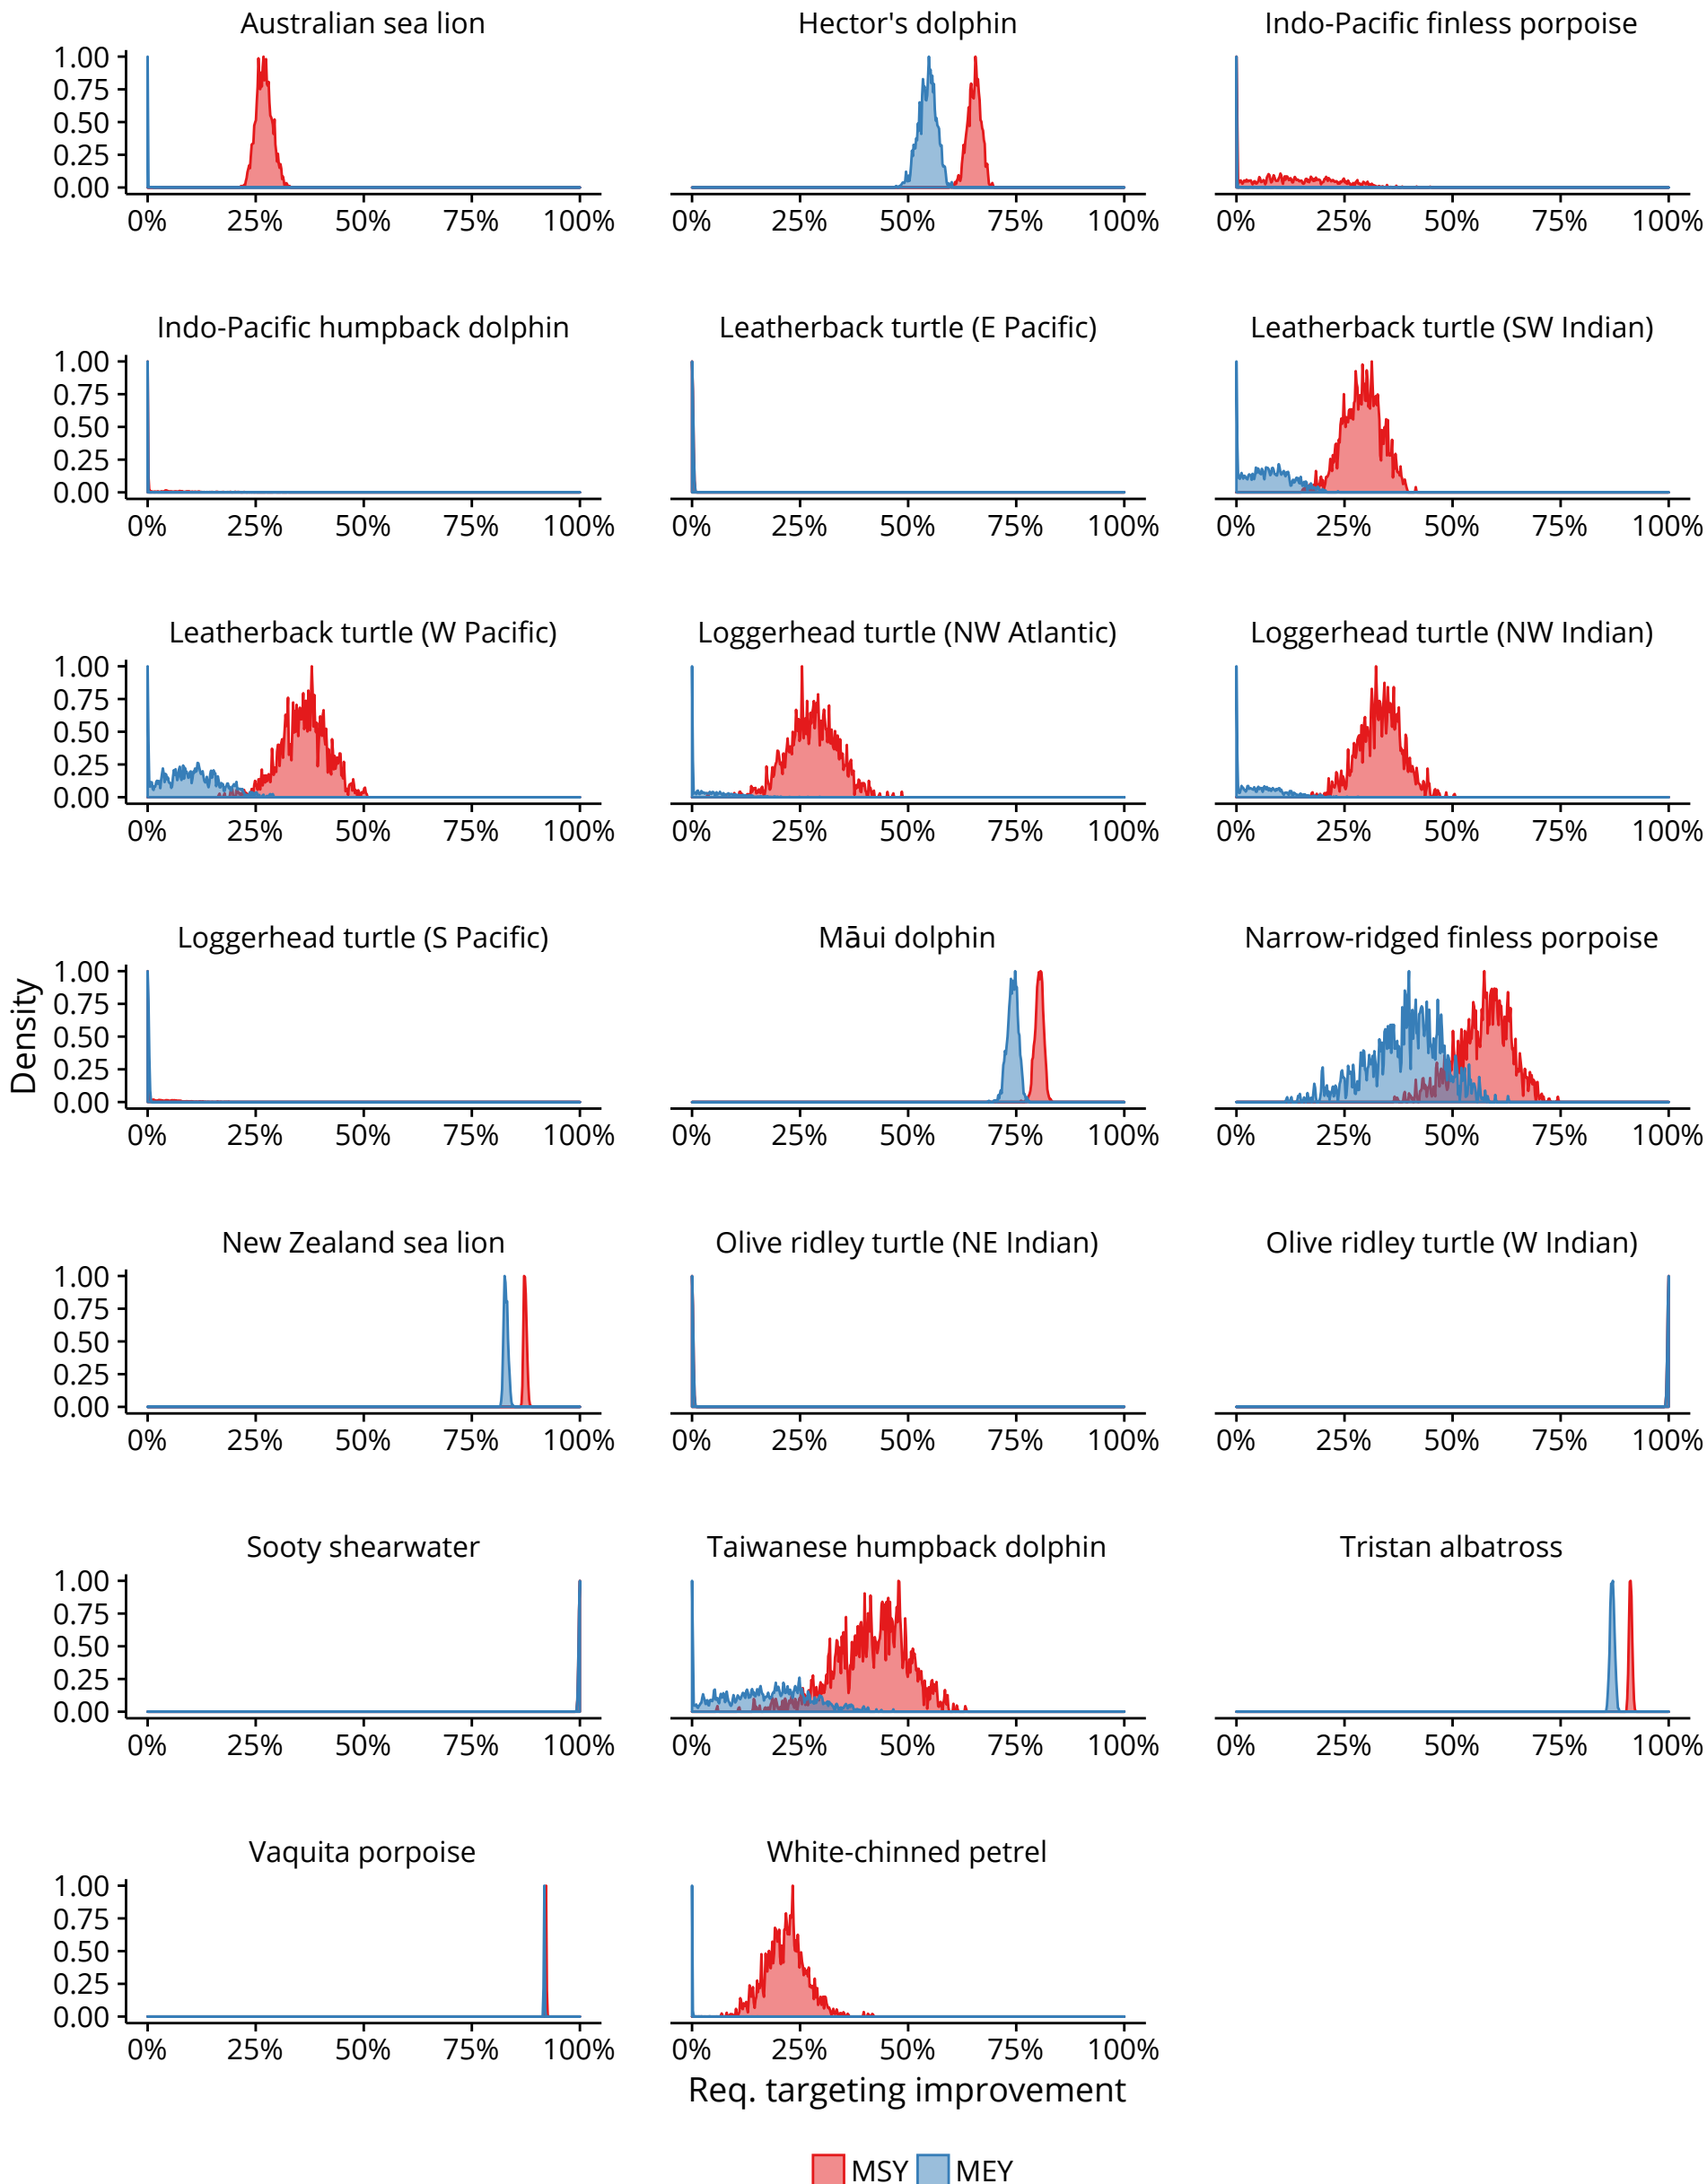 Australian sea lion Hector's dolphin Indo-Pacific finless porpoise
1.00
0.75
0.50
0.25
0.00
0% 25% 50% 75% 100% 0% 25% 50% 75% 100% 0% 25% 50% 75% 100%
Indo-Pacific humpback dolphin Leatherback turtle (E Pacific) Leatherback turtle (SW Indian)
1.00
0.75
0.50
0.25
0.00
0% 25% 50% 75% 100% 0% 25% 50% 75% 100% 0% 25% 50% 75% 100%
Leatherback turtle (W Pacific) Loggerhead turtle (NW Atlantic) Loggerhead turtle (NW Indian)
1.00
0.75
0.50
0.25
0.00
0% 25% 50% 75% 100% 0% 25% 50% 75% 100% 0% 25% 50% 75% 100%
Loggerhead turtle (S Pacific) Māui dolphin Narrow-ridged finless porpoise
Density
1.00
0.75
0.50
0.25
0.00
0% 25% 50% 75% 100% 0% 25% 50% 75% 100% 0% 25% 50% 75% 100%
New Zealand sea lion Olive ridley turtle (NE Indian) Olive ridley turtle (W Indian)
1.00
0.75
0.50
0.25
0.00
0% 25% 50% 75% 100% 0% 25% 50% 75% 100% 0% 25% 50% 75% 100%
Sooty shearwater Taiwanese humpback dolphin Tristan albatross
1.00
0.75
0.50
0.25
0.00
0% 25% 50% 75% 100% 0% 25% 50% 75% 100% 0% 25% 50% 75% 100%
Vaquita porpoise White-chinned petrel
1.00
0.75
0.50
0.25
0.00
0% 25% 50% 75% 100% 0% 25% 50% 75% 100%
Req. targeting improvement
MSY MEY